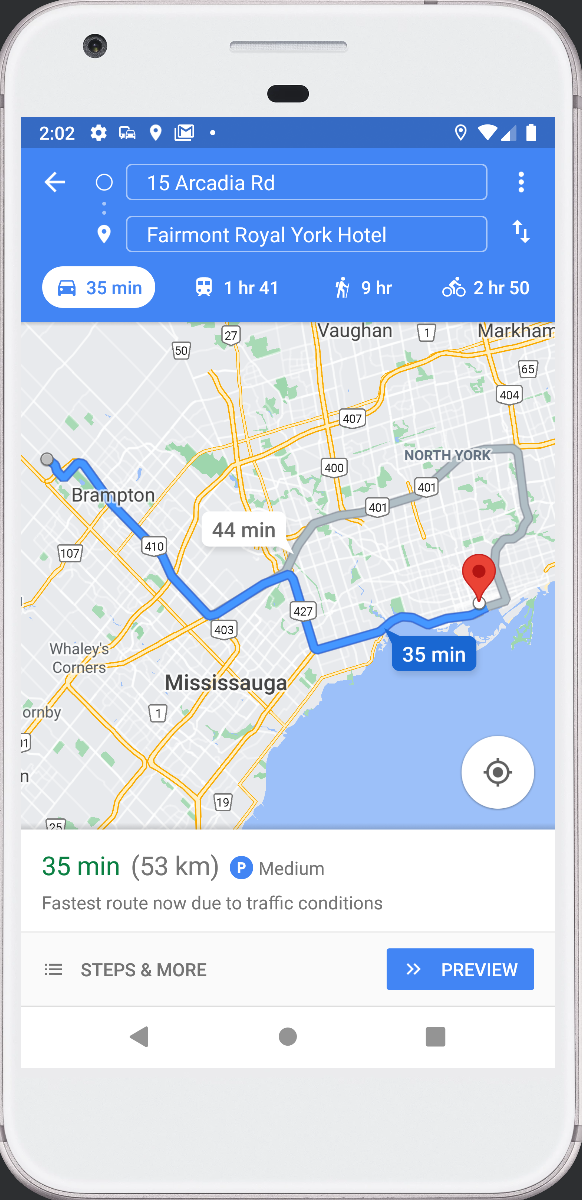 2:02
15 Arcadia Rd
Fairmont Royal York Hotel
35 min 1 hr 41 9 hr 2 hr 50
27 Vaughan 1 Markham
50
65
404
407
NORTH YORK
400
401
401
Brampton
44 min
410
107
427
403
35 min
Whaley's
Corners
Mississauga
ornby
1
01
n
19
25
35 min (53 km) P Medium
Fastest route now due to traffic conditions
STEPS & MORE PREVIEW